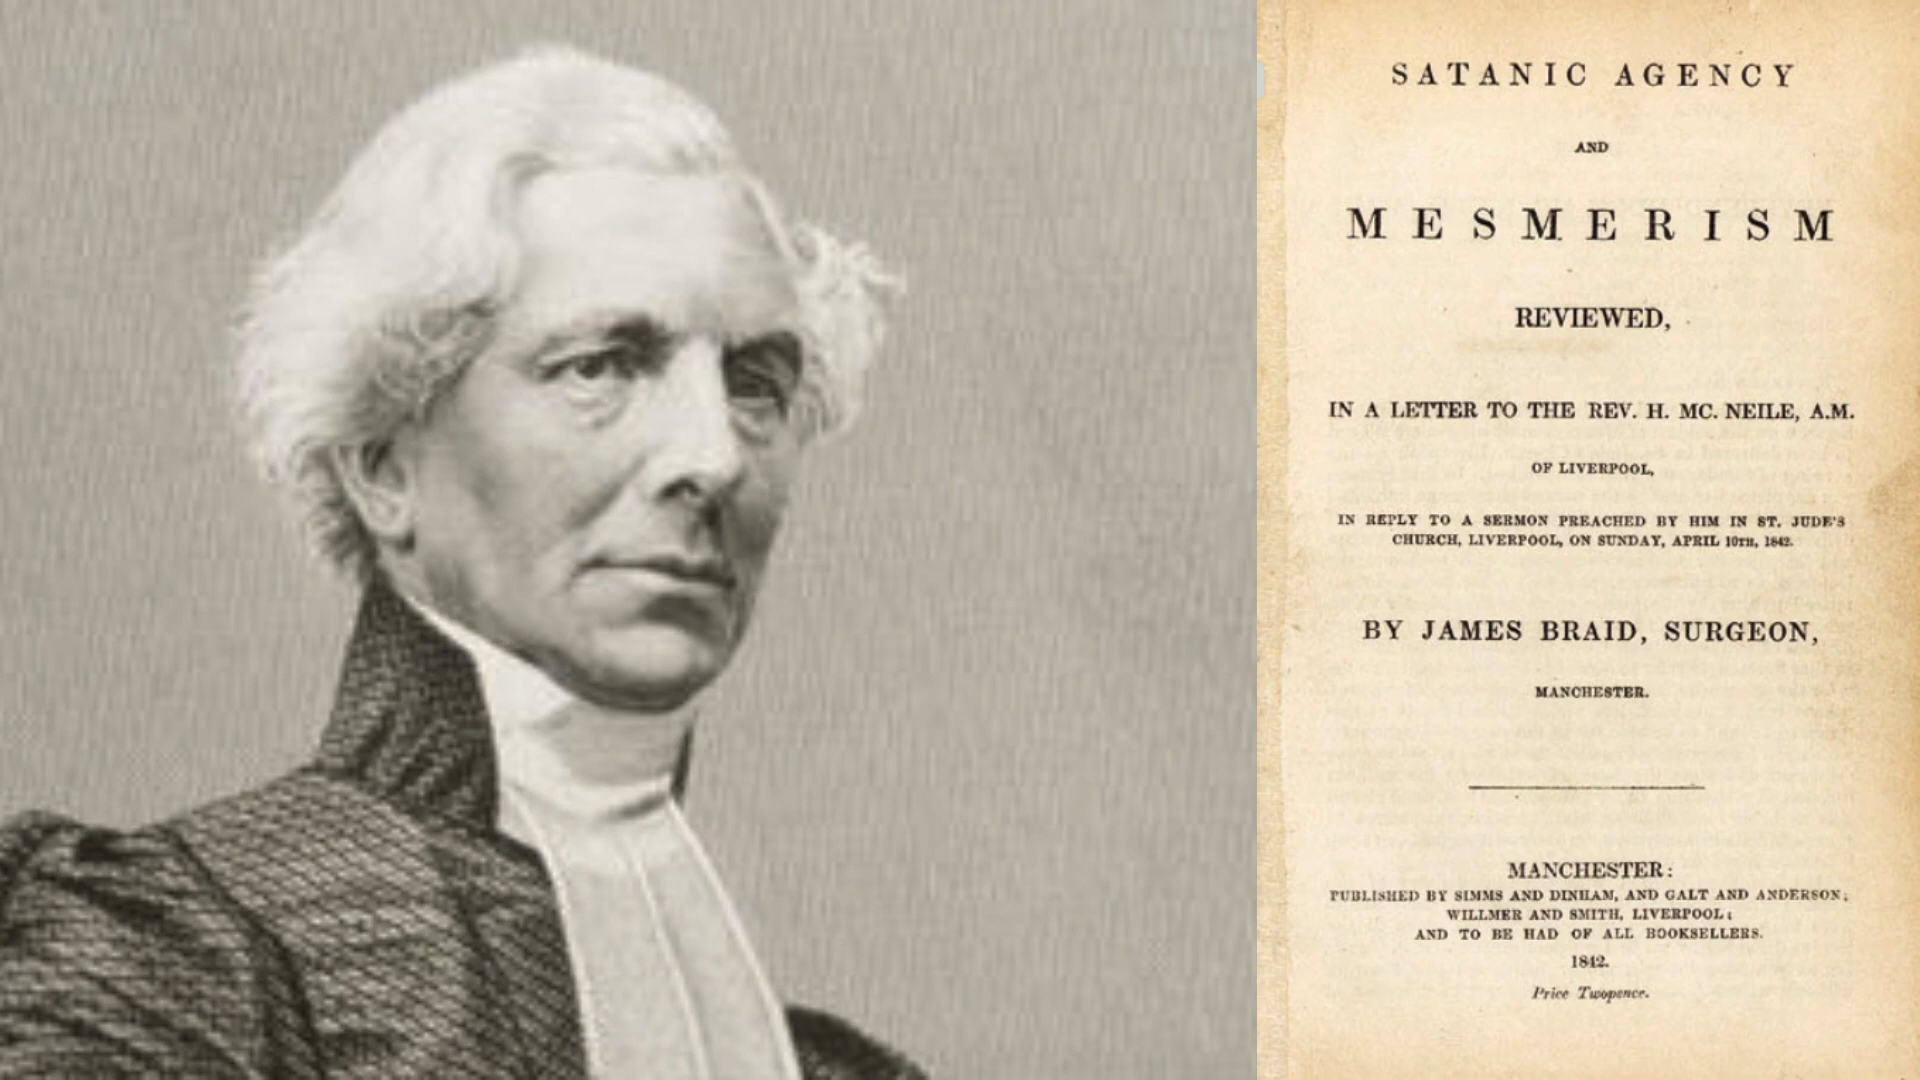 SATANIC AGENCY
AND
MESMERISM
REVIEWED,
IN A LETTER TO THE REV. H. MC. NEILE, A.M.
OF LIVERPOOL,
IN REPLY TO A SERMON PREACHED BY HIM IN ST. JUDE'S
CHURCH, LIVERPOOL, ON SUNDAY, APRIL 10TH, 1842.
BY JAMES BRAID, SURGEON,
MANCHESTER.
MANCHESTER:
PUBLISHED BY SIMMS AND DINHAM, AND GALT AND ANDERSON;
WILLMER AND SMITH, LIVERPOOL;
AND TO BE HAD OF ALL BOOKSELLERS.
1842.
Price Twopence.